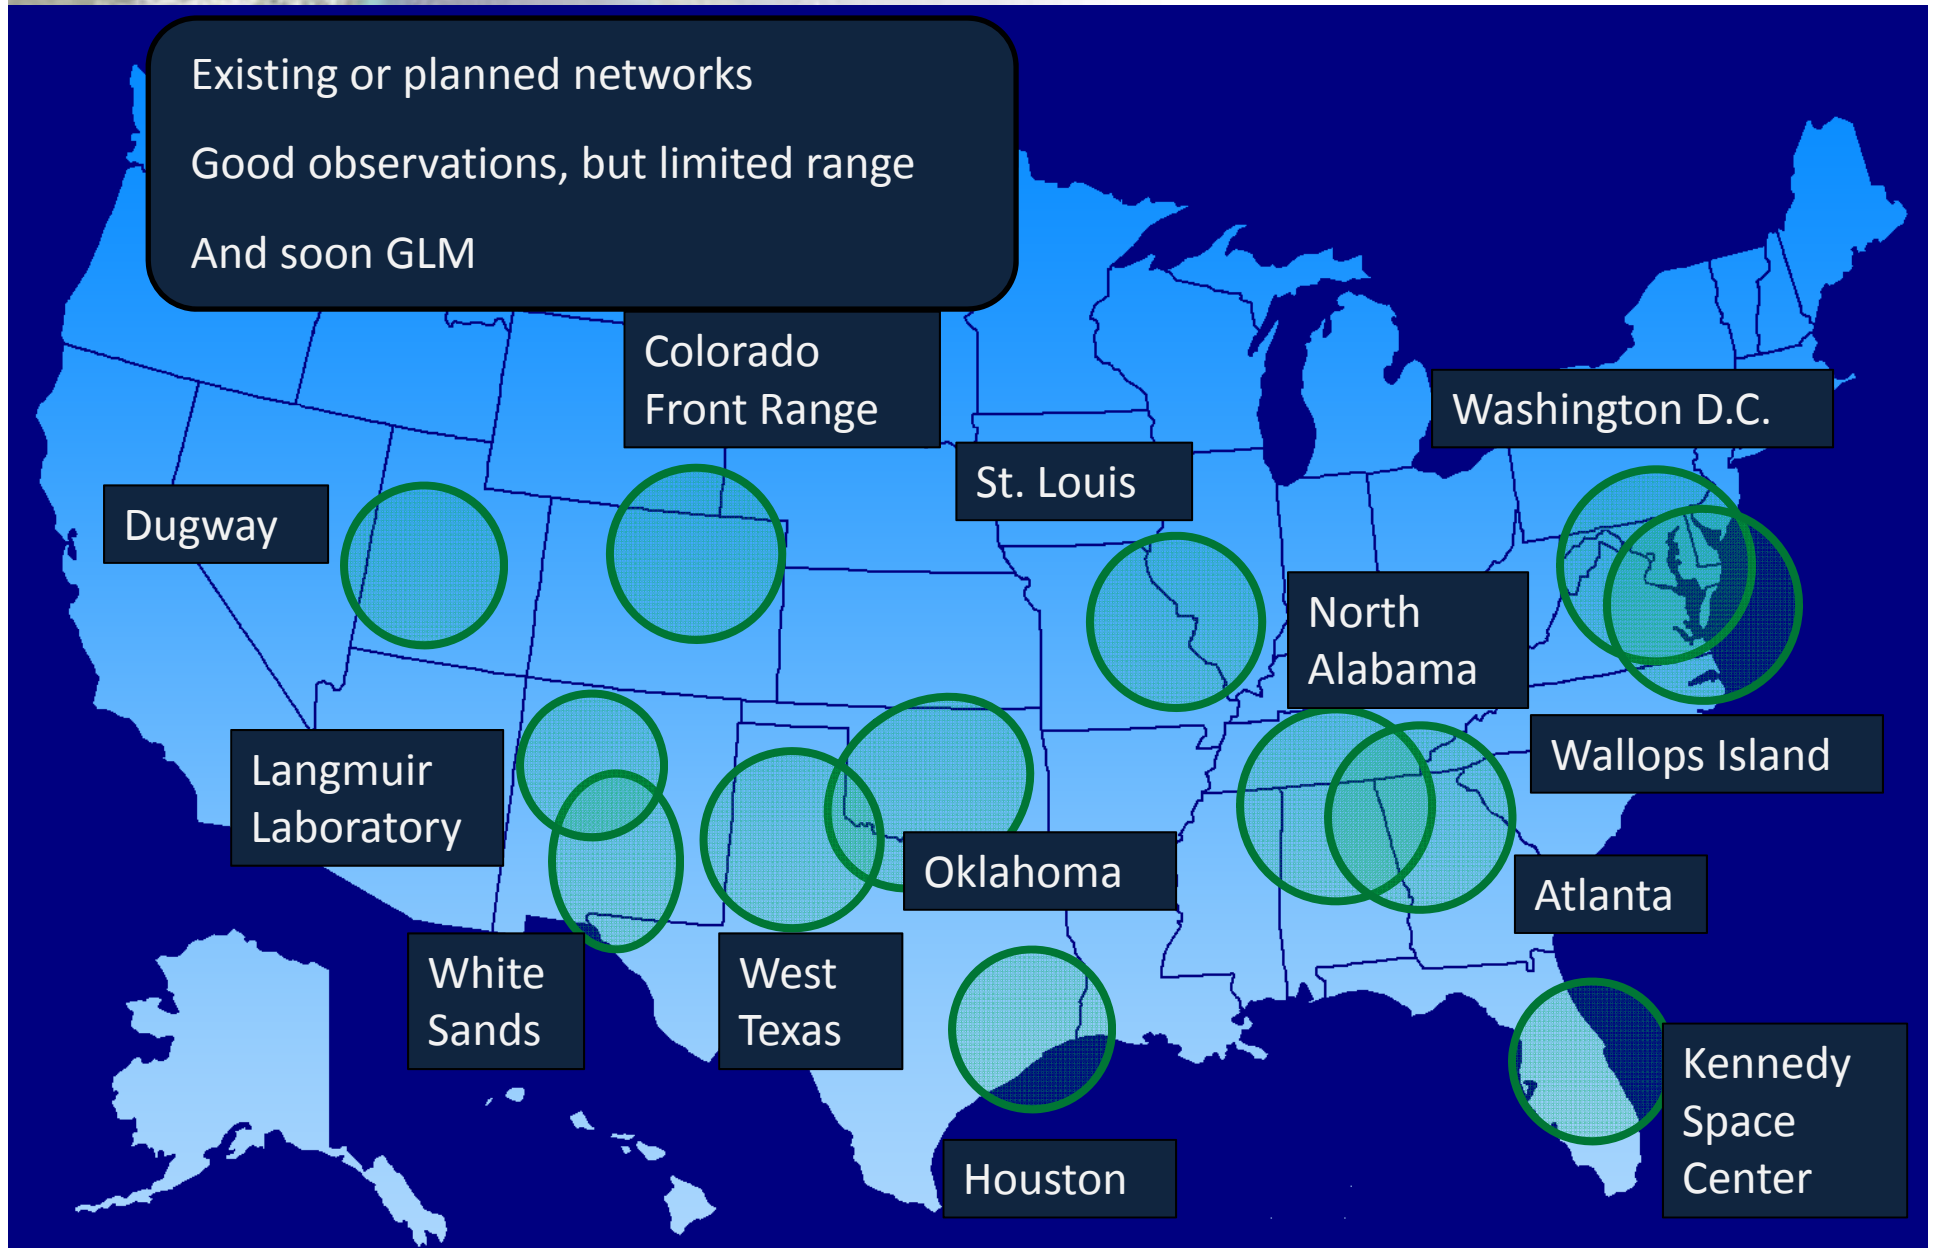 Existing or planned networks
Good observations, but limited range
And soon GLM
Colorado
Front Range
Washington D.C.
St. Louis
Dugway
North
Alabama
Wallops Island
Langmuir
Laboratory
Oklahoma
Atlanta
White
Sands
West
Texas
Kennedy
Space
Center
Houston